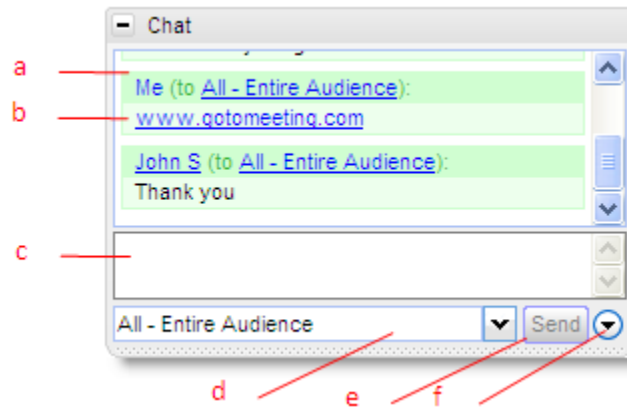 Chat
a
Me (to All - Entire Audience):
b
www.gotomeeting.com
John S (to All - Entire Audience):
Thank you
c
All - Entire Audience
Send
d
e
f